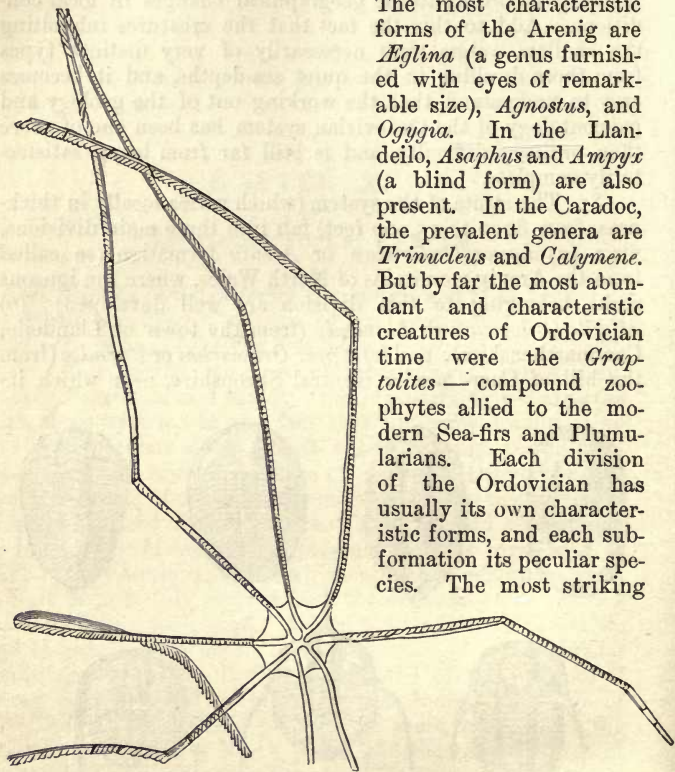 The most characteristic
forms of the Arenig are
Æglina (a genus furnish-
ed with eyes of remark-
able size), Agnostus, and
Ogygia. In the Llan-
deilo, Asaphus and Ampyx
(a blind form) are also
present. In the Caradoc,
the prevalent genera are
Trinucleus and Calymene.
But by far the most abun-
dant and characteristic
creatures of Ordovician
time were the Grap-
tolites — compound zoo-
phytes allied to the mo-
dern Sea-firs and Plumu-
larians. Each division
of the Ordovician has
usually its own character-
istic forms, and each sub-
formation its peculiar spe-
cies. The most striking